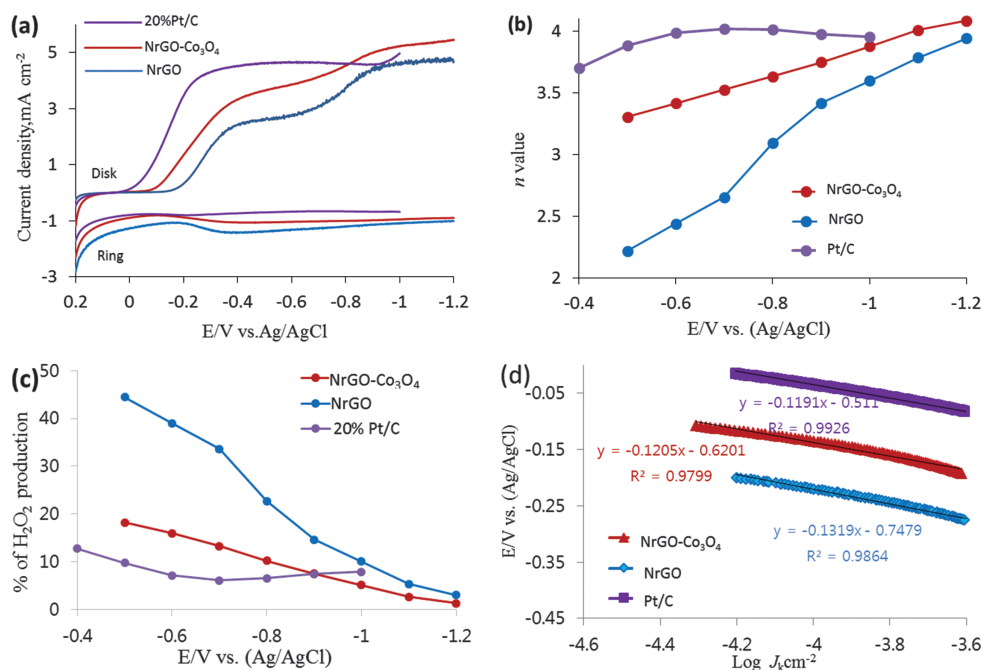 (a)
20%Pt/C
NrGO-Co₃O₄
NrGO
Current density,mA cm⁻²
5
3
1
-1
-3
Disk
Ring
0.2 0 -0.2 -0.4 -0.6 -0.8 -1 -1.2
E/V vs.Ag/AgCl
(b)
n value
4
3.5
3
2.5
2
NrGO-Co₃O₄
NrGO
Pt/C
-0.4 -0.6 -0.8 -1 -1.2
E/V vs. (Ag/AgCl)
(c)
% of H₂O₂ production
50
40
30
20
10
0
NrGO-Co₃O₄
NrGO
20% Pt/C
-0.4 -0.6 -0.8 -1 -1.2
E/V vs. (Ag/AgCl)
(d)
E/V vs. (Ag/AgCl)
-0.05
-0.15
-0.25
-0.35
-0.45
y = -0.1191x - 0.511
R² = 0.9926
y = -0.1205x - 0.6201
R² = 0.9799
y = -0.1319x - 0.7479
R² = 0.9864
NrGO-Co₃O₄
NrGO
Pt/C
-4.6 -4.4 -4.2 -4 -3.8 -3.6
Log Jₖcm⁻²